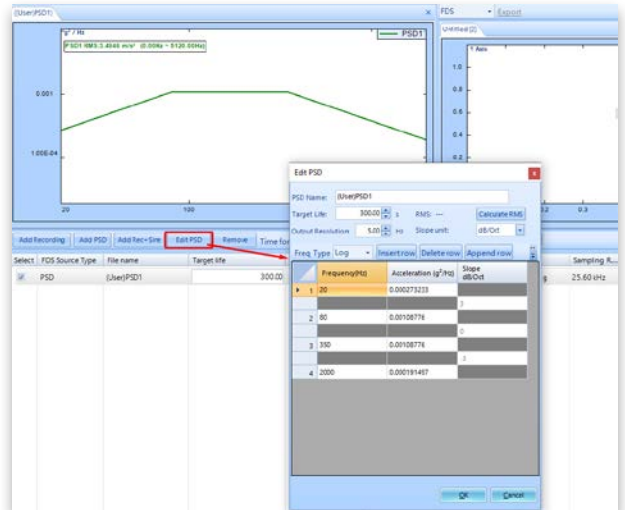 (User)PSD1
FDS Export
g² / Hz
PSD1
Untitled (2)
PSD1 RMS:3.4846 m/s² (0.00Hz ~ 5120.00Hz)
Y Axis
1.0
0.8
0.6
0.4
0.2
0.001
1.00E-04
20
100
0.2 0.3
Add Recording Add PSD Add Rec+Sine Edit PSD Remove Time for
Select FDS Source Type File name Target life Sampling R...
PSD (User)PSD1 300.00 g 25.60 kHz
Edit PSD
PSD Name: (User)PSD1
Target Life: 300.00 s RMS: --- Calculate RMS
Output Resolution 5.00 Hz Slope unit: dB/Oct
Freq Type Log Insert row Delete row Append row
Frequency(Hz) Acceleration (g²/Hz) Slope dB/Oct
1 20 0.000273233
3
2 80 0.00108776
0
3 350 0.00108776
3
4 2000 0.000191467
OK Cancel